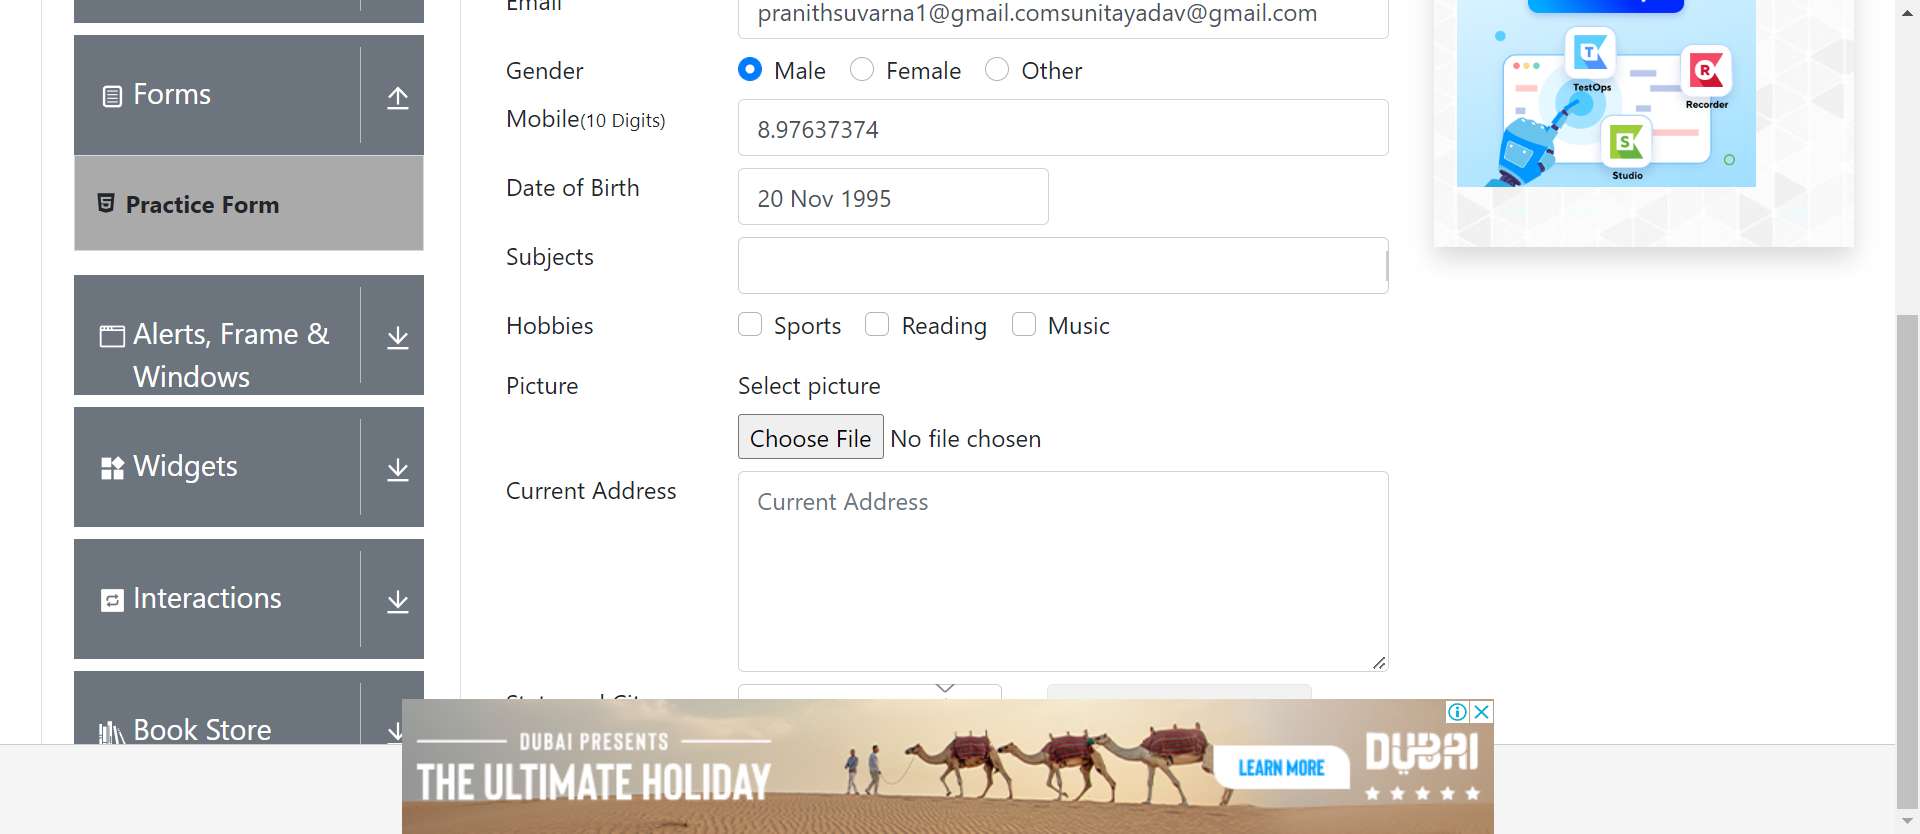 Email
pranithsuvarna1@gmail.comsunitayadav@gmail.com
Gender
Male
Female
Other
Mobile(10 Digits)
8.97637374
Date of Birth
20 Nov 1995
Subjects
Hobbies
Sports
Reading
Music
Picture
Select picture
Choose File No file chosen
Current Address
Current Address
Forms
Practice Form
Alerts, Frame &
Windows
Widgets
Interactions
Book Store
T
TestOps
R
Recorder
S
Studio
DUBAI PRESENTS
THE ULTIMATE HOLIDAY
LEARN MORE
DUBAI